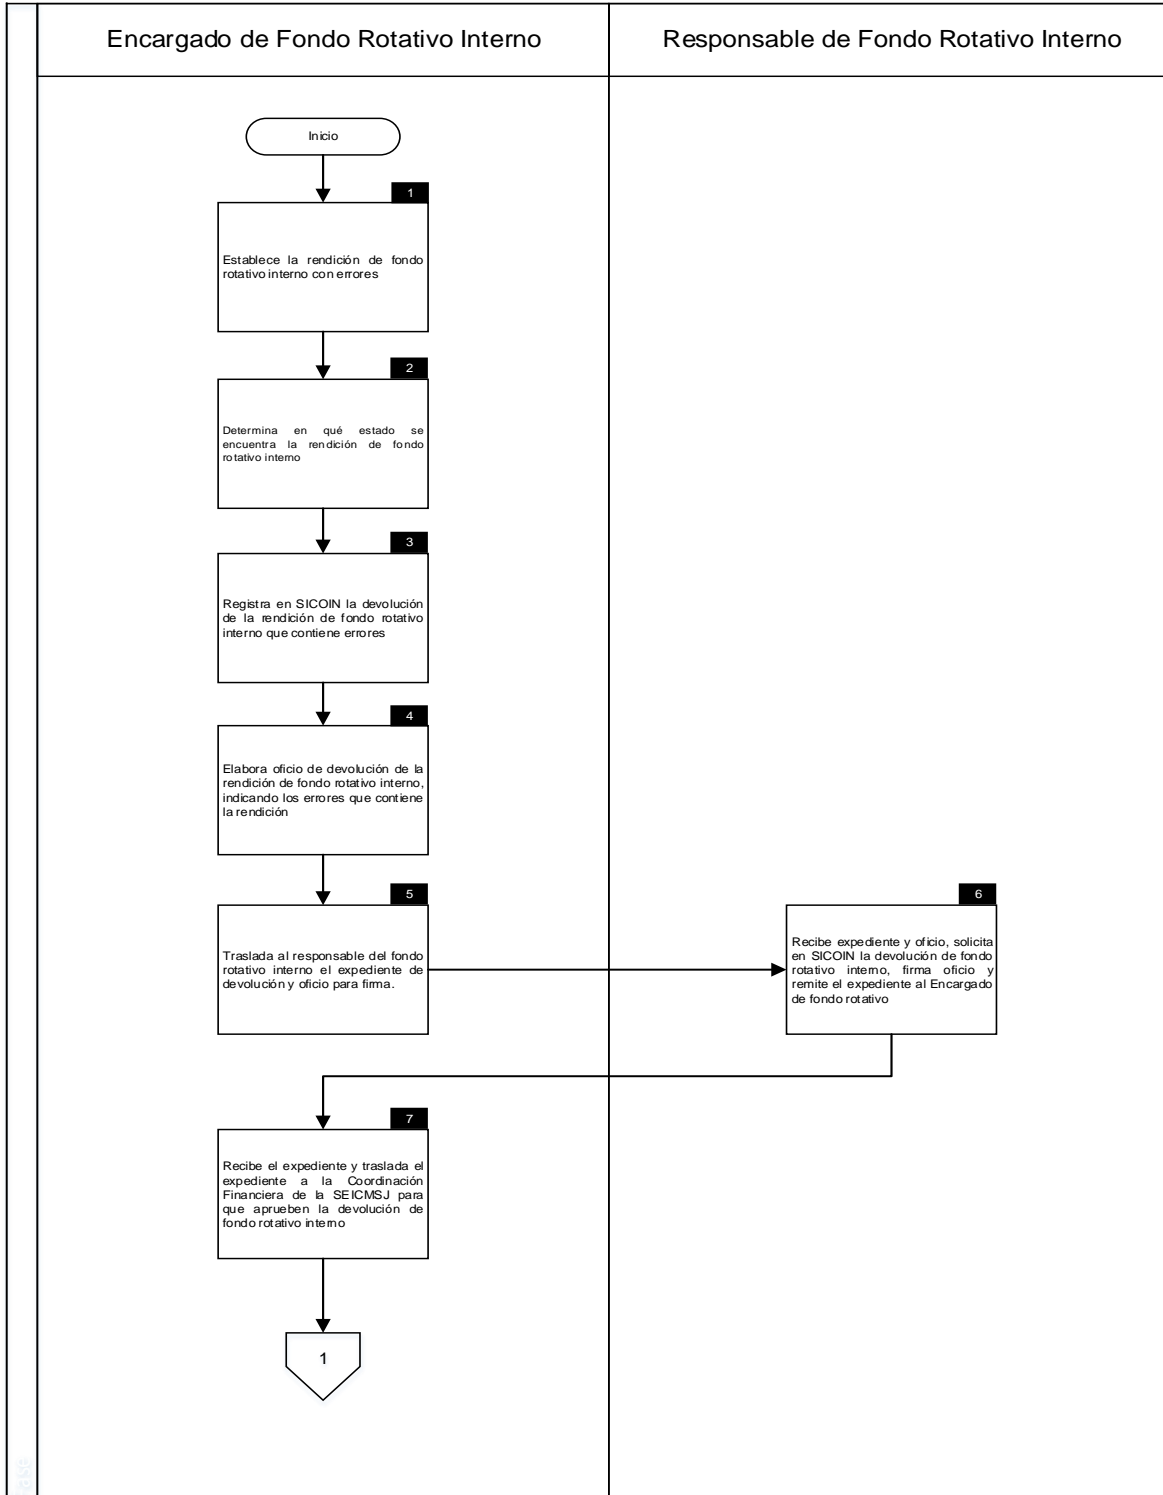 Encargado de Fondo Rotativo Interno
Responsable de Fondo Rotativo Interno
Inicio
1
Establece la rendición de fondo
rotativo interno con errores
2
Determina en qué estado se
encuentra la rendición de fondo
rotativo interno
3
Registra en SICOIN la devolución
de la rendición de fondo rotativo
interno que contiene errores
4
Elabora oficio de devolución de la
rendición de fondo rotativo interno,
indicando los errores que contiene
la rendición
5
Traslada al responsable del fondo
rotativo interno el expediente de
devolución y oficio para firma.
6
Recibe expediente y oficio, solicita
en SICOIN la devolución de fondo
rotativo interno, firma oficio y
remite el expediente al Encargado
de fondo rotativo
7
Recibe el expediente y traslada el
expediente a la Coordinación
Financiera de la SEICMSJ para
que aprueben la devolución de
fondo rotativo interno
1
Fase